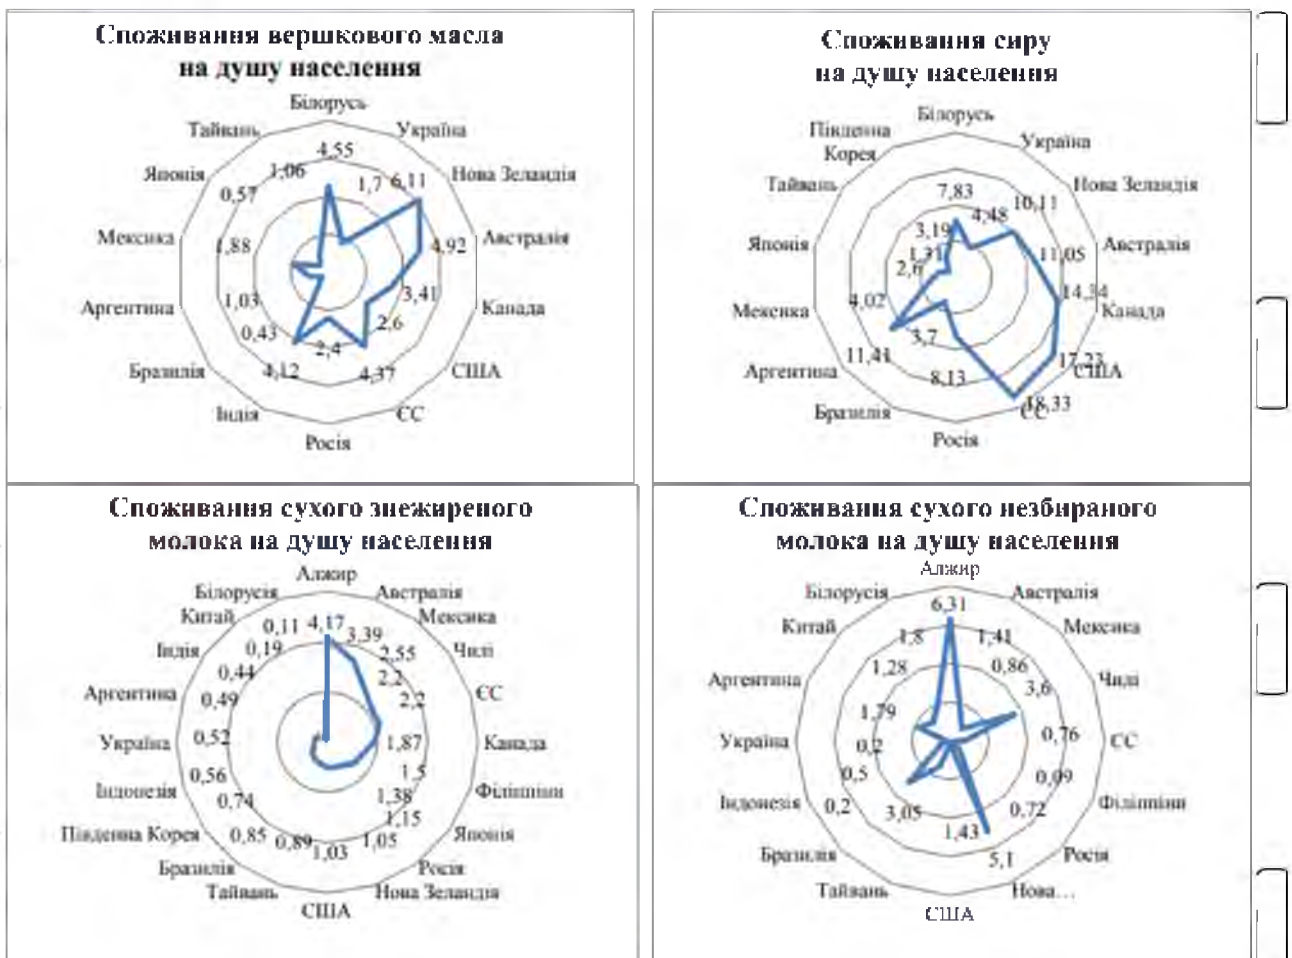 Споживання вершкового масла
на душу населення
Білорусь
Тайвань
Україна
4,55
1,06
1,7
6,11
Японія
Нова Зеландія
0,57
Мексика
1,88
4,92
Австралія
Аргентина
1,03
3,41
Канада
0,43
2,6
2,4
Бразилія
4,12
4,37
США
Індія
ЄС
Росія
Споживання сиру
на душу населення
Білорусь
Південна
Корея
Україна
Тайвань
7,83
4,48
10,11
Нова Зеландія
3,19
Японія
1,31
11,05
Австралія
2,6
Мексика
4,02
14,34
Канада
3,7
11,41
17,23
Аргентина
8,13
США
Бразилія
18,33
ЄС
Росія
Споживання сухого знежиреного
молока на душу населення
Алжир
Білорусія
Австралія
Китай
0,11
4,17
3,39
Мексика
Індія
0,19
2,55
Чилі
0,44
2,2
Аргентина
0,49
2,2
ЄС
Україна
0,52
1,87
Канада
0,56
1,5
Індонезія
0,74
1,38
Філіппіни
Південна Корея
0,85
0,89
1,03
1,05
1,15
Японія
Бразилія
Росія
Тайвань
Нова Зеландія
США
Споживання сухого незбираного
молока на душу населення
Алжир
Білорусія
6,31
Австралія
Китай
1,8
1,41
Мексика
1,28
0,86
Аргентина
3,6
Чилі
1,79
Україна
0,2
0,76
ЄС
0,5
0,09
Індонезія
0,2
3,05
0,72
Філіппіни
1,43
Бразилія
5,1
Росія
Тайвань
Нова...
США